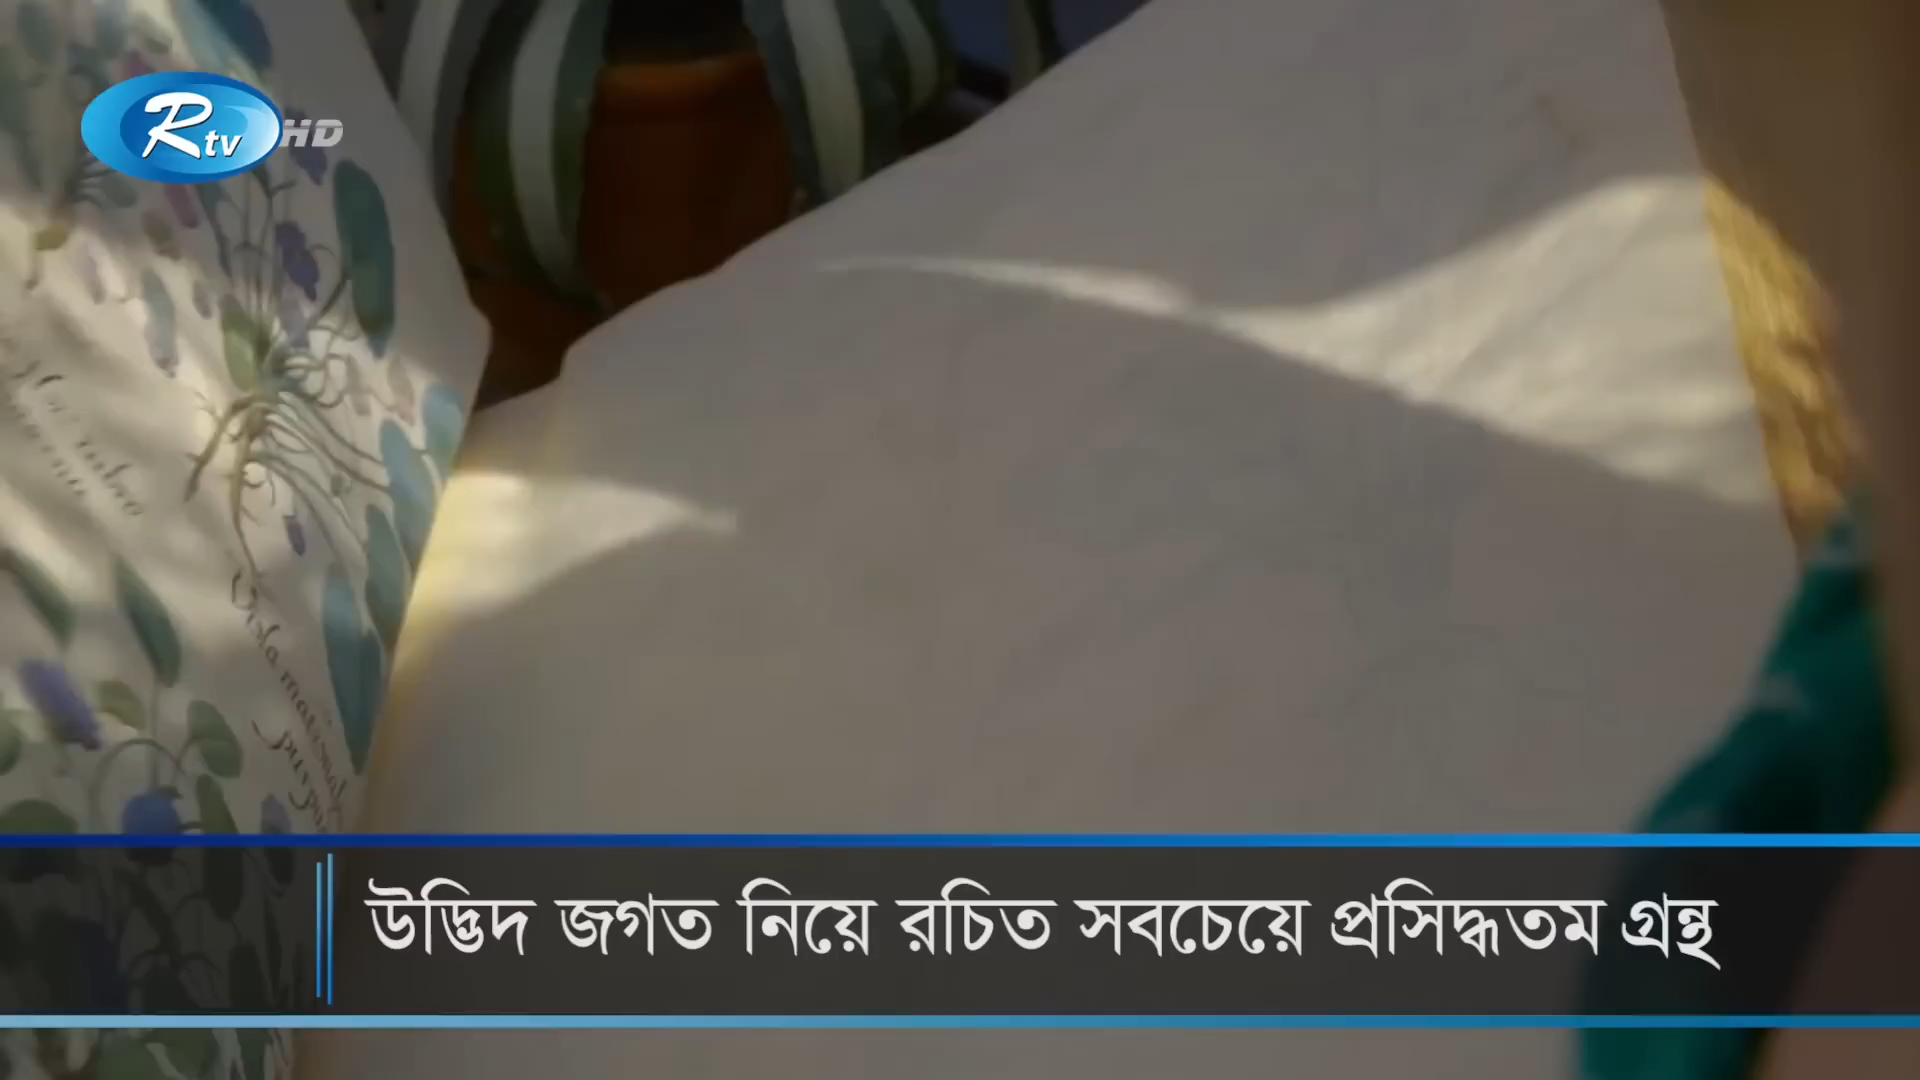 Rtv HD
উদ্ভিদ জগত নিয়ে রচিত সবচেয়ে প্রসিদ্ধতম গ্রন্থ